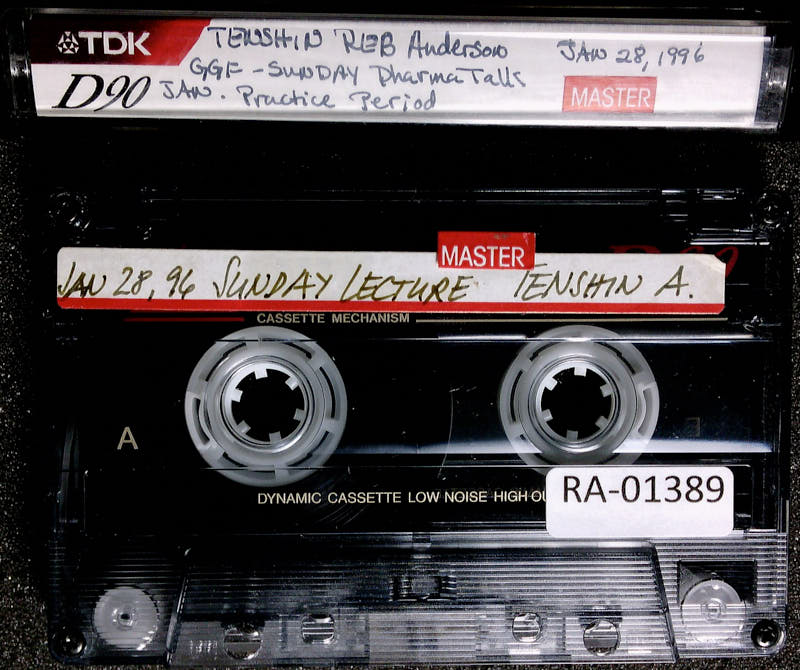 TDK TENSHIN REB Anderson JAN 28, 1996
GGF - SUNDAY Dharma Talks
D90 JAN. Practice Period MASTER
MASTER
JAN 28, 96 SUNDAY LECTURE TENSHIN A.
CASSETTE MECHANISM
A
DYNAMIC CASSETTE LOW NOISE HIGH OU
RA-01389